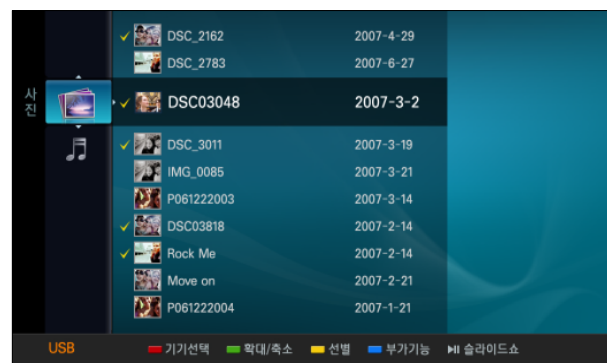 DSC_2162 2007-4-29
DSC_2783 2007-6-27
사진
DSC03048 2007-3-2
DSC_3011 2007-3-19
IMG_0085 2007-3-21
P061222003 2007-3-14
DSC03818 2007-2-14
Rock Me 2007-2-14
Move on 2007-2-21
P061222004 2007-1-21
USB 기기선택 확대/축소 선별 부가기능 슬라이드쇼